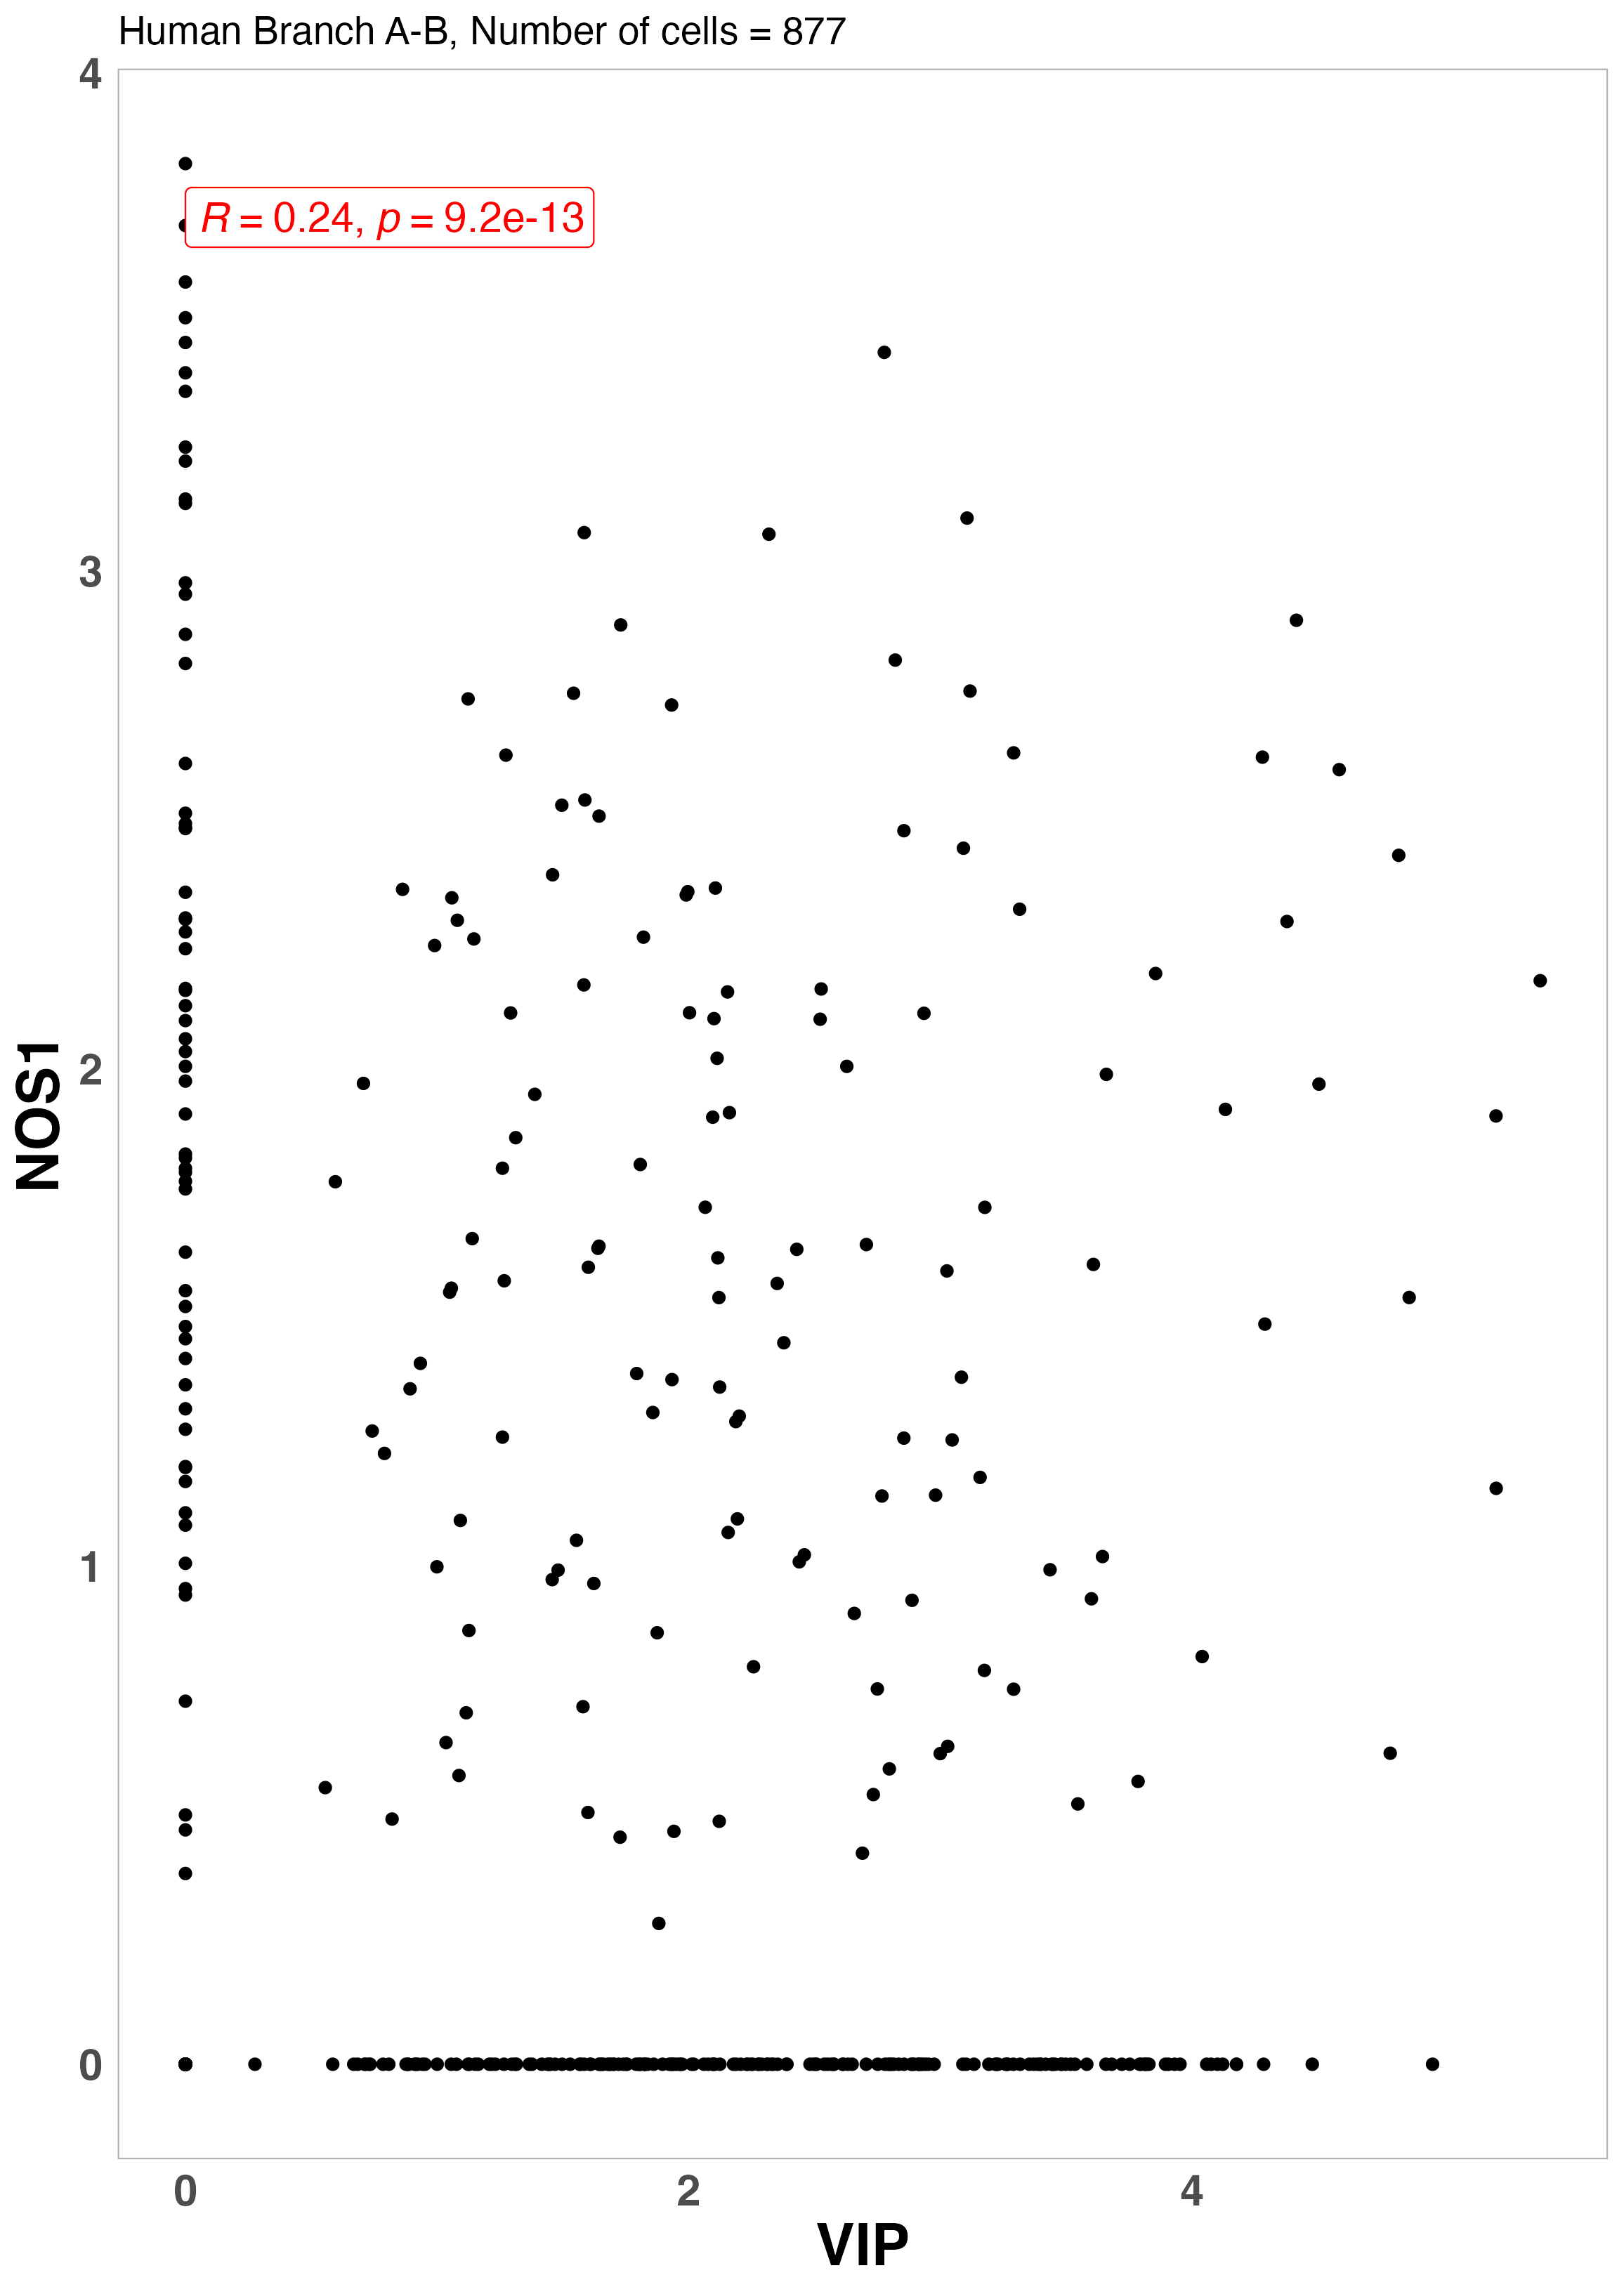 Human Branch A-B, Number of cells = 877
4
R = 0.24, p = 9.2e-13
3
NOS1
2
1
0
0 2 4
VIP